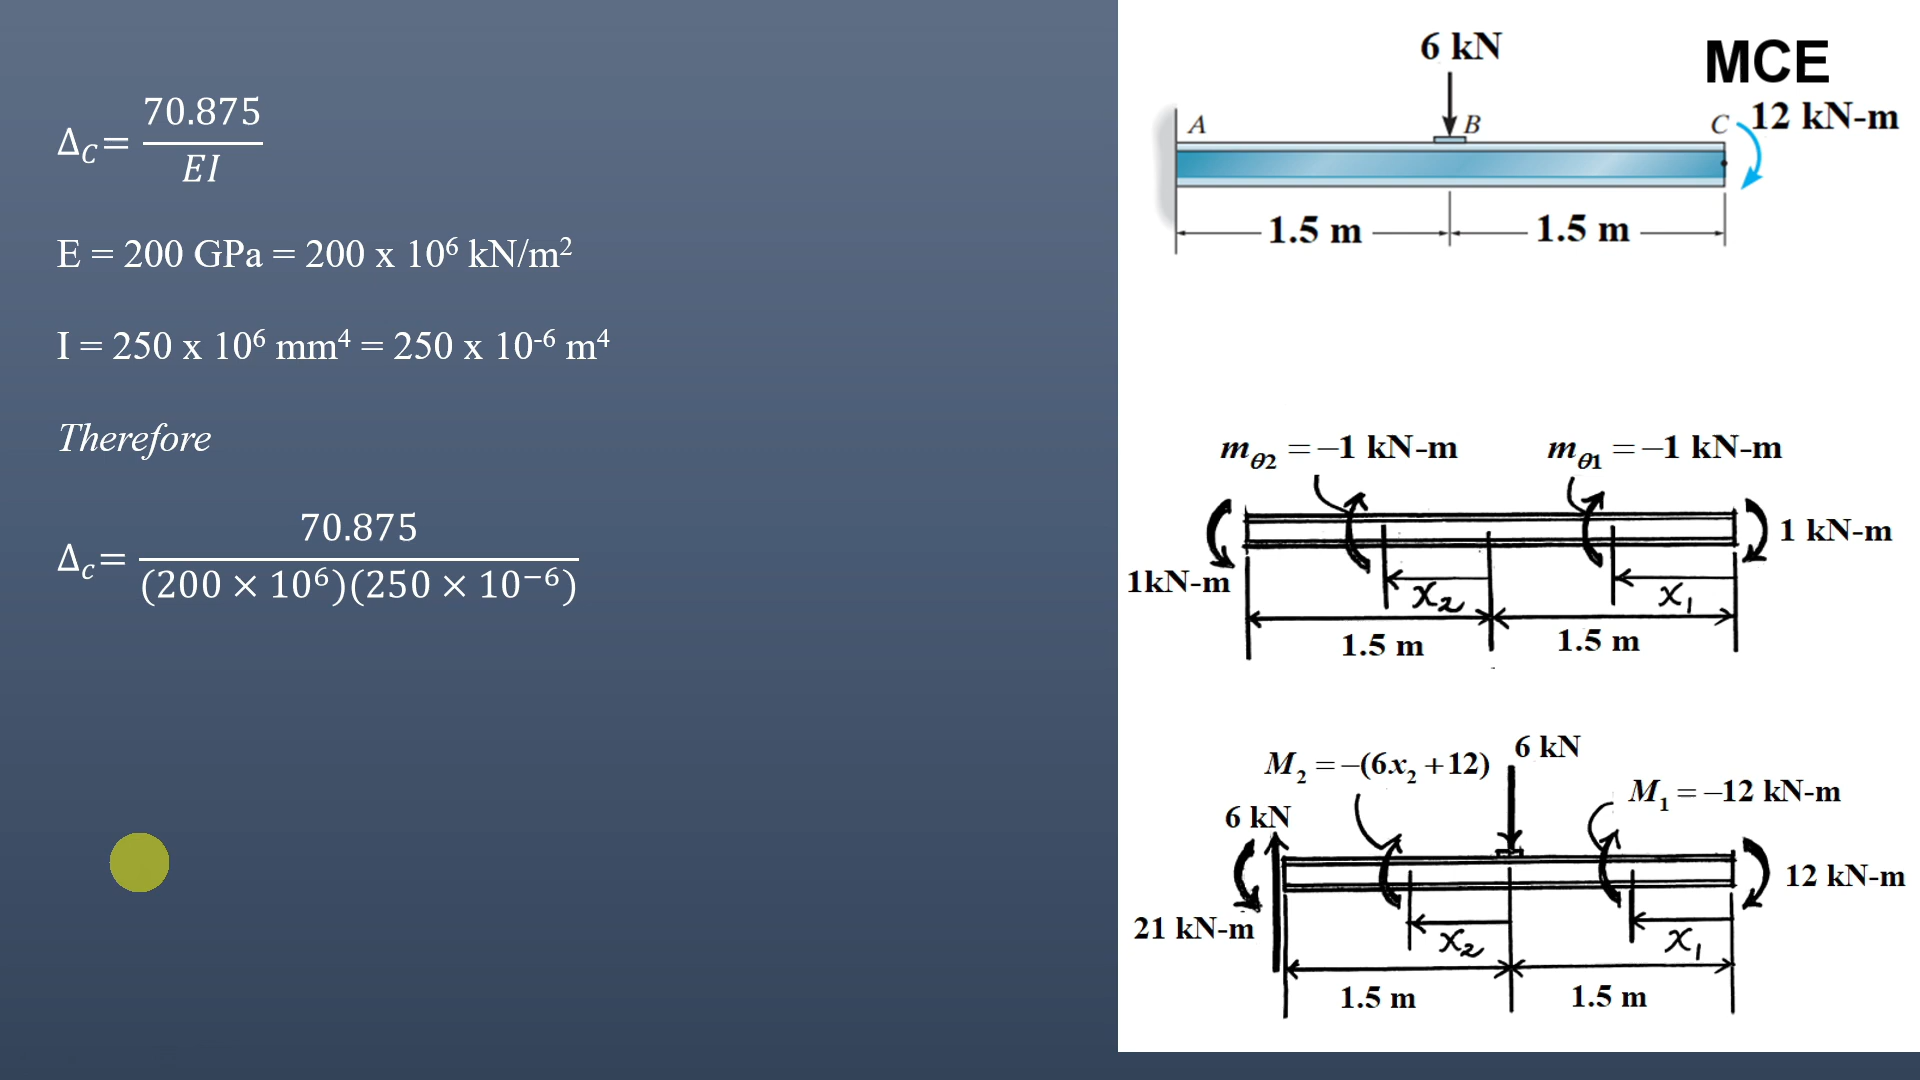 Δ_C = 70.875 / EI
E = 200 GPa = 200 x 10⁶ kN/m²
I = 250 x 10⁶ mm⁴ = 250 x 10⁻⁶ m⁴
Therefore
Δ_c = 70.875 / (200 × 10⁶)(250 × 10⁻⁶)
6 kN
MCE
A
B
C
12 kN-m
1.5 m
1.5 m
m_θ2 = −1 kN-m
m_θ1 = −1 kN-m
1 kN-m
1kN-m
x₂
x₁
1.5 m
1.5 m
6 kN
M₂ = −(6x₂ + 12)
M₁ = −12 kN-m
6 kN
12 kN-m
21 kN-m
x₂
x₁
1.5 m
1.5 m